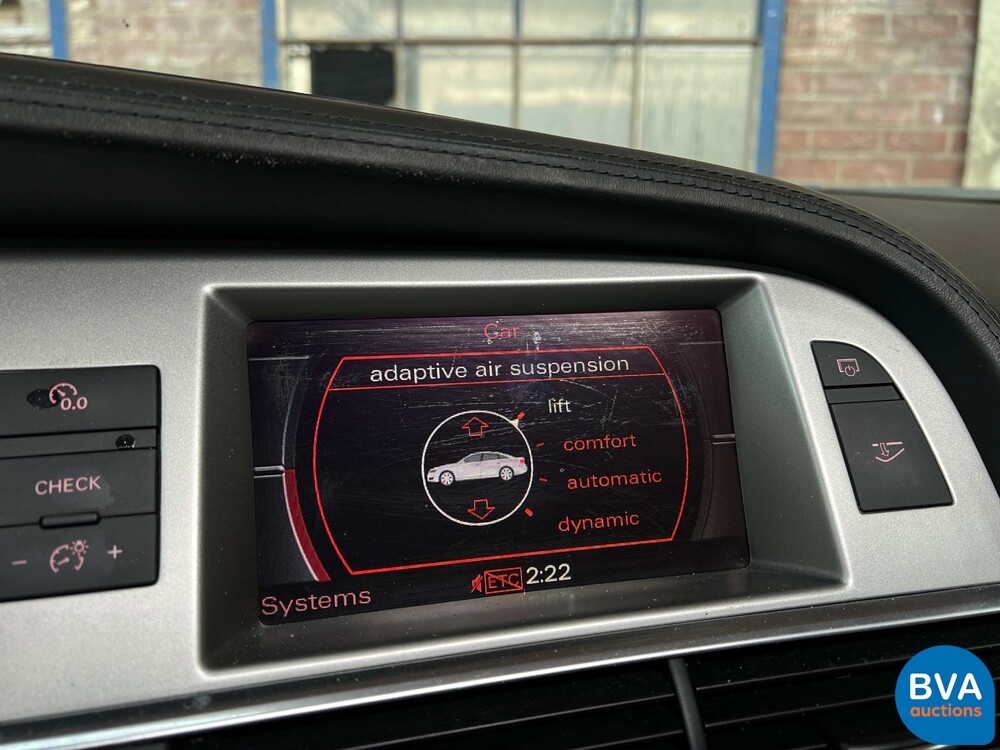 Car
adaptive air suspension
lift
comfort
automatic
dynamic
ETC 2:22
Systems
0.0
CHECK
- +
BVA
auctions